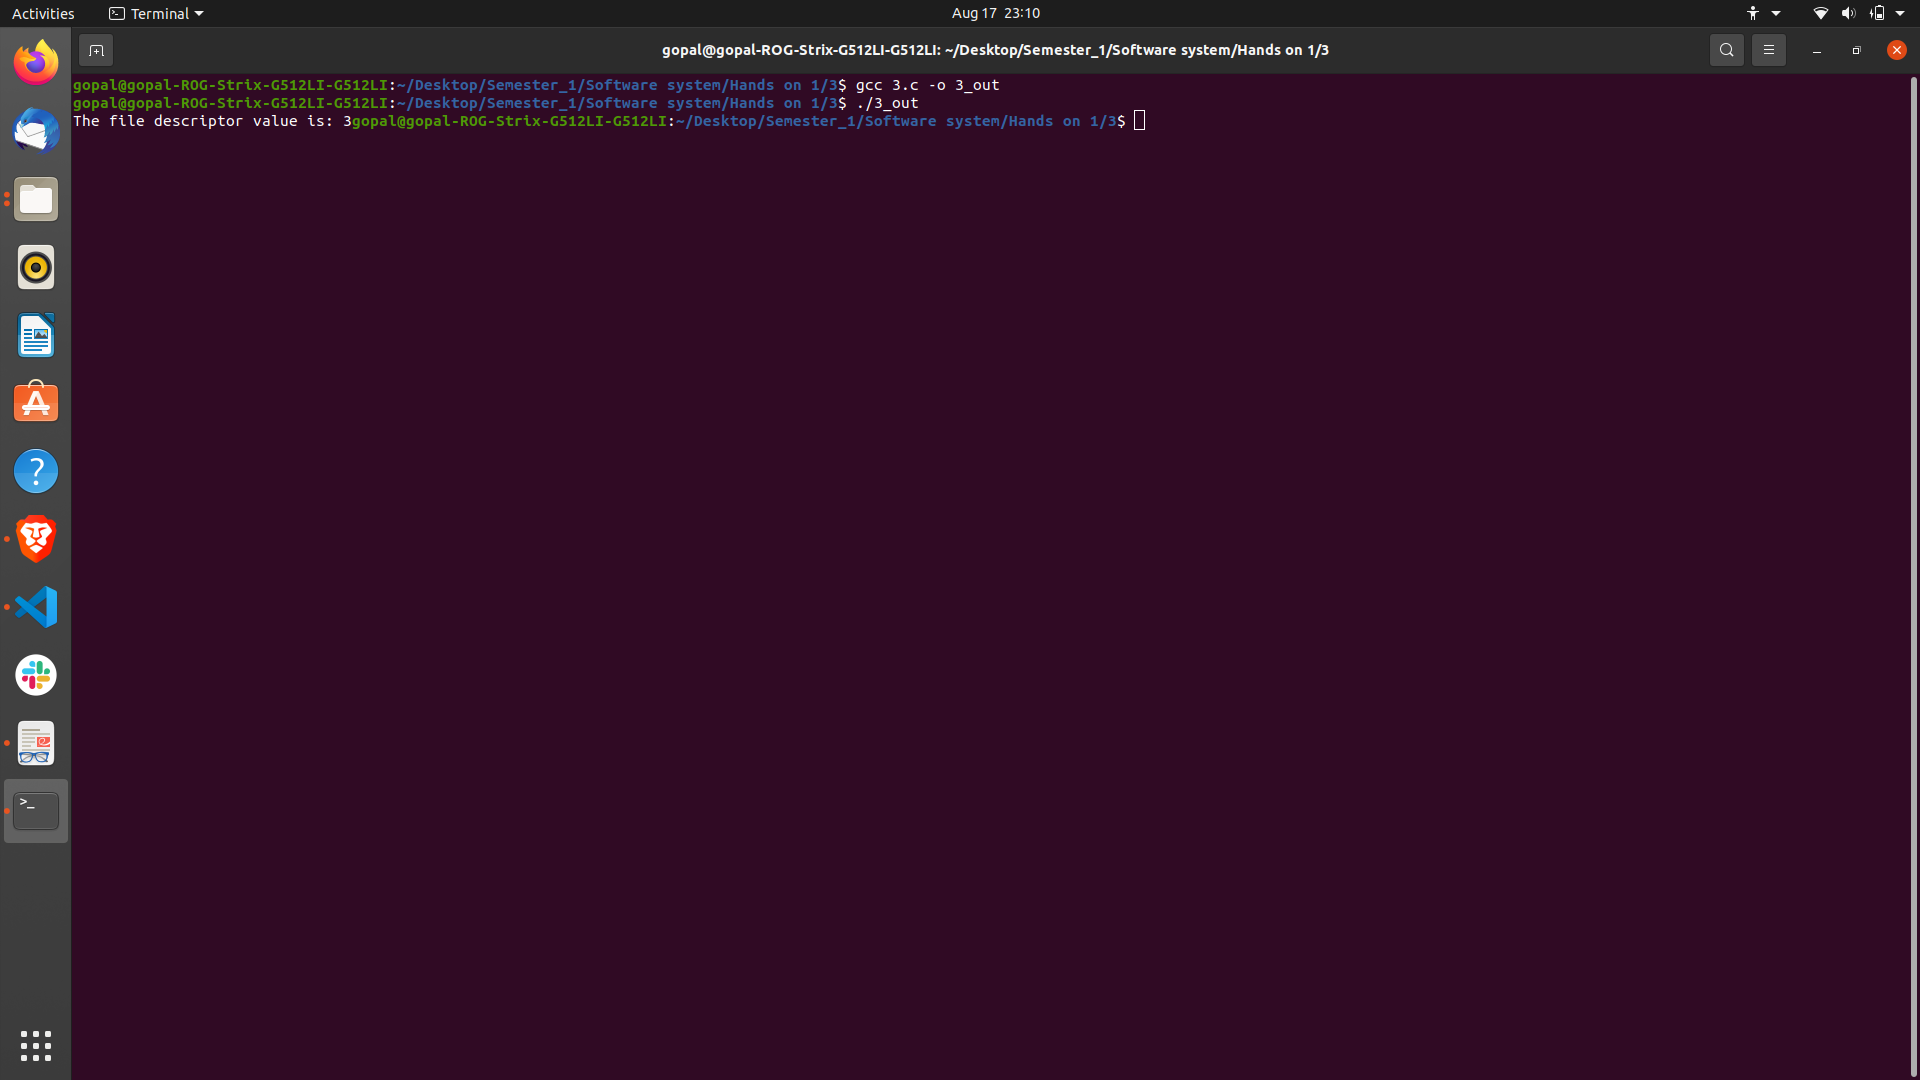 Activities Terminal Aug 17 23:10
gopal@gopal-ROG-Strix-G512LI-G512LI: ~/Desktop/Semester_1/Software system/Hands on 1/3
gopal@gopal-ROG-Strix-G512LI-G512LI:~/Desktop/Semester_1/Software system/Hands on 1/3$ gcc 3.c -o 3_out
gopal@gopal-ROG-Strix-G512LI-G512LI:~/Desktop/Semester_1/Software system/Hands on 1/3$ ./3_out
The file descriptor value is: 3gopal@gopal-ROG-Strix-G512LI-G512LI:~/Desktop/Semester_1/Software system/Hands on 1/3$